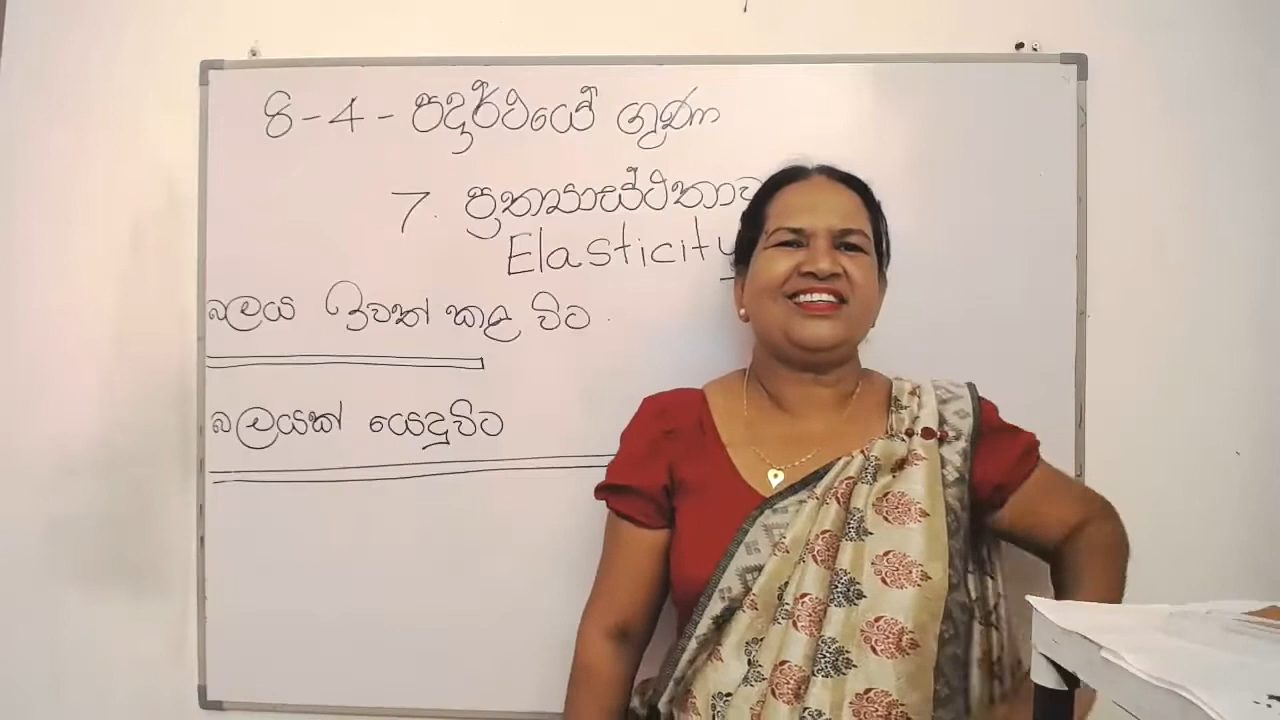 8-4- පදාර්ථයේ ගුණ
7. ප්‍රත්‍යාස්ථතාව
Elasticity
බලය ඉවත් කළ විට.
බලයක් යෙදූවිට